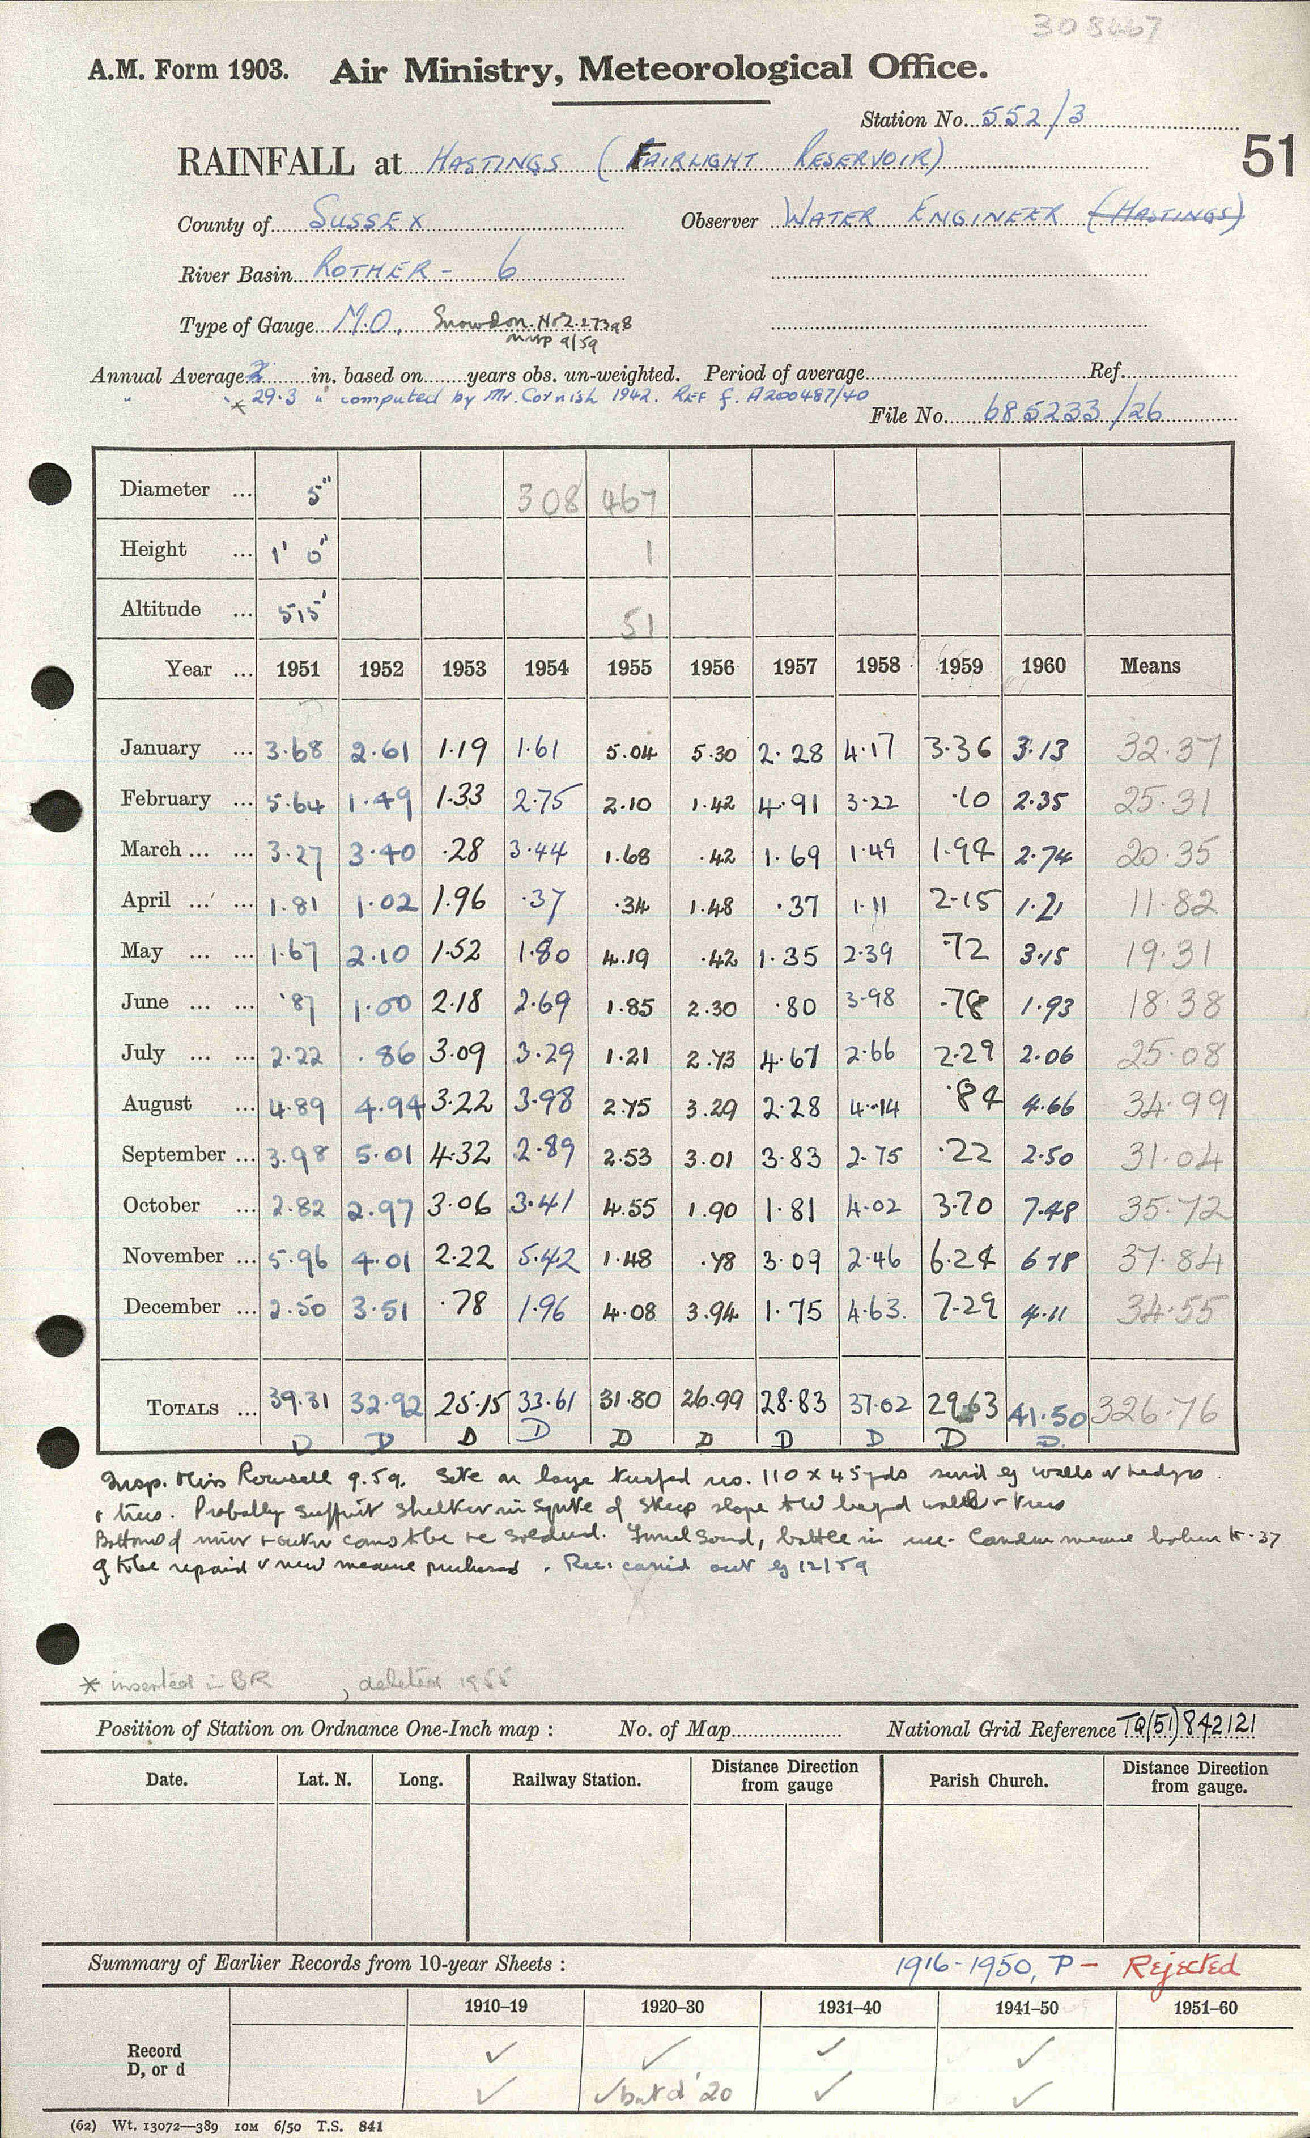 308467
A.M. Form 1903. Air Ministry, Meteorological Office.
Station No. 552/3
RAINFALL at HASTINGS (FAIRLIGHT RESERVOIR)
51
County of SUSSEX Observer WATER ENGINEER (HASTINGS)
River Basin ROTHER - 6
Type of Gauge M.O. Snowdon No 2.17398
insp 9/59
Annual Average in. based on years obs. un-weighted. Period of average Ref.
" * 29.3 " computed by Mr. Cornish 1942. REF f. A200487/40
File No. 685233/26
Diameter ... 5" 308 467
Height ... 1' 0" 1
Altitude ... 515' 51
Year ... 1951 1952 1953 1954 1955 1956 1957 1958 1959 1960 Means
January ... 3.68 2.61 1.19 1.61 5.04 5.30 2.28 4.17 3.36 3.13 32.37
February ... 5.64 1.49 1.33 2.75 2.10 1.42 4.91 3.22 .10 2.35 25.31
March ... ... 3.27 3.40 .28 3.44 1.68 .42 1.69 1.49 1.94 2.74 20.35
April ... ... 1.81 1.02 1.96 .37 .34 1.48 .37 1.11 2.15 1.21 11.82
May ... ... 1.67 2.10 1.52 1.80 4.19 .42 1.35 2.39 .72 3.15 19.31
June ... ... .87 1.00 2.18 2.69 1.85 2.30 .80 3.98 .78 1.93 18.38
July ... ... 2.22 .86 3.09 3.29 1.21 2.73 4.67 2.66 2.29 2.06 25.08
August ... 4.89 4.94 3.22 3.98 2.75 3.29 2.28 4.14 .84 4.66 34.99
September ... 3.98 5.01 4.32 2.89 2.53 3.01 3.83 2.75 .22 2.50 31.04
October ... 2.82 2.97 3.06 3.41 4.55 1.90 1.81 4.02 3.70 7.48 35.72
November ... 5.96 4.01 2.22 5.42 1.48 .78 3.09 2.46 6.24 6.18 37.84
December ... 2.50 3.51 .78 1.96 4.08 3.94 1.75 4.63. 7.29 4.11 34.55
TOTALS ... 39.31 32.92 25.15 33.61 31.80 26.99 28.83 37.02 29.63 41.50 326.76
D D D D D D D D D D
Insp. Miss Rousell 9.59. Site on large turfed res. 110 x 45 yds surd by walls or hedges
& trees. Probably suffict shelter in spite of steep slope to W beyond wall & trees
Bottom of inner & outer cans to be re soldered. Funnel sound, bottle in use. Camden measure broken
to be repaid & new measure purchased. Rec: carried out by 12/59
* inserted in BR , deleted 1955
Position of Station on Ordnance One-Inch map : No. of Map National Grid Reference TQ(51)842121
Date. Lat. N. Long. Railway Station. Distance Direction from gauge Parish Church. Distance Direction from gauge.
Summary of Earlier Records from 10-year Sheets : 1916-1950, P - Rejected
1910–19 1920–30 1931–40 1941–50 1951–60
Record ✓ ✓ ✓ ✓
D, or d ✓ ✓ but d '20 ✓ ✓
(62) Wt. 13072—389 10M 6/50 T.S. 841